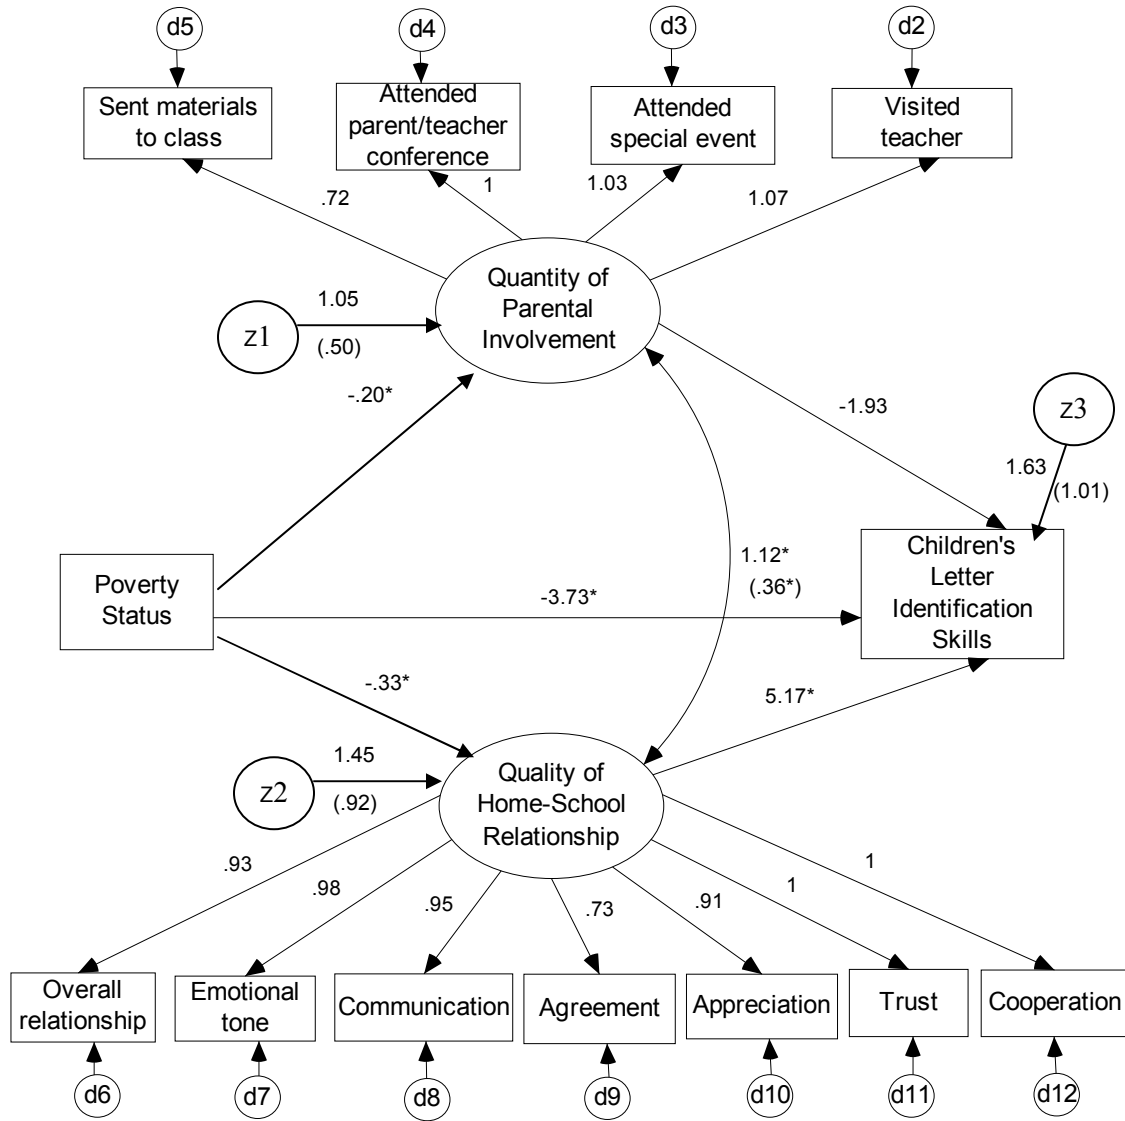 d5
d4
d3
d2
Sent materials
to class
Attended
parent/teacher
conference
Attended
special event
Visited
teacher
.72
1
1.03
1.07
Quantity of
Parental
Involvement
z1
1.05
(.50)
-.20*
-1.93
z3
1.63
(1.01)
Poverty
Status
-3.73*
1.12*
(.36*)
Children's
Letter
Identification
Skills
-.33*
5.17*
z2
1.45
(.92)
Quality of
Home-School
Relationship
.93
.98
.95
.73
.91
1
1
Overall
relationship
Emotional
tone
Communication
Agreement
Appreciation
Trust
Cooperation
d6
d7
d8
d9
d10
d11
d12